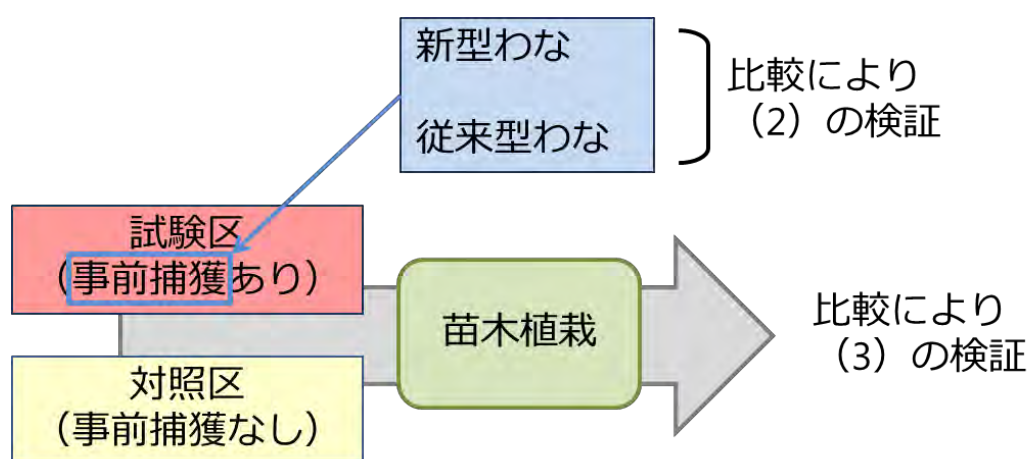 新型わな
従来型わな
比較により
(2)の検証
試験区
(事前捕獲あり)
苗木植栽
比較により
(3)の検証
対照区
(事前捕獲なし)